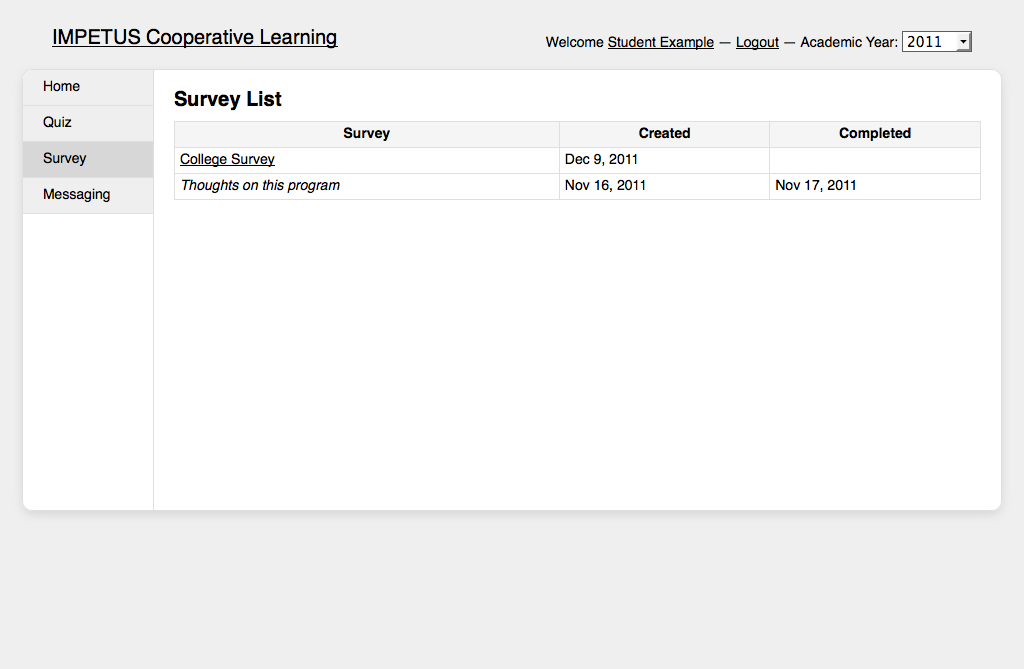 IMPETUS Cooperative Learning
Welcome Student Example — Logout — Academic Year: 2011
Home
Quiz
Survey
Messaging
Survey List
Survey Created Completed
College Survey Dec 9, 2011
Thoughts on this program Nov 16, 2011 Nov 17, 2011